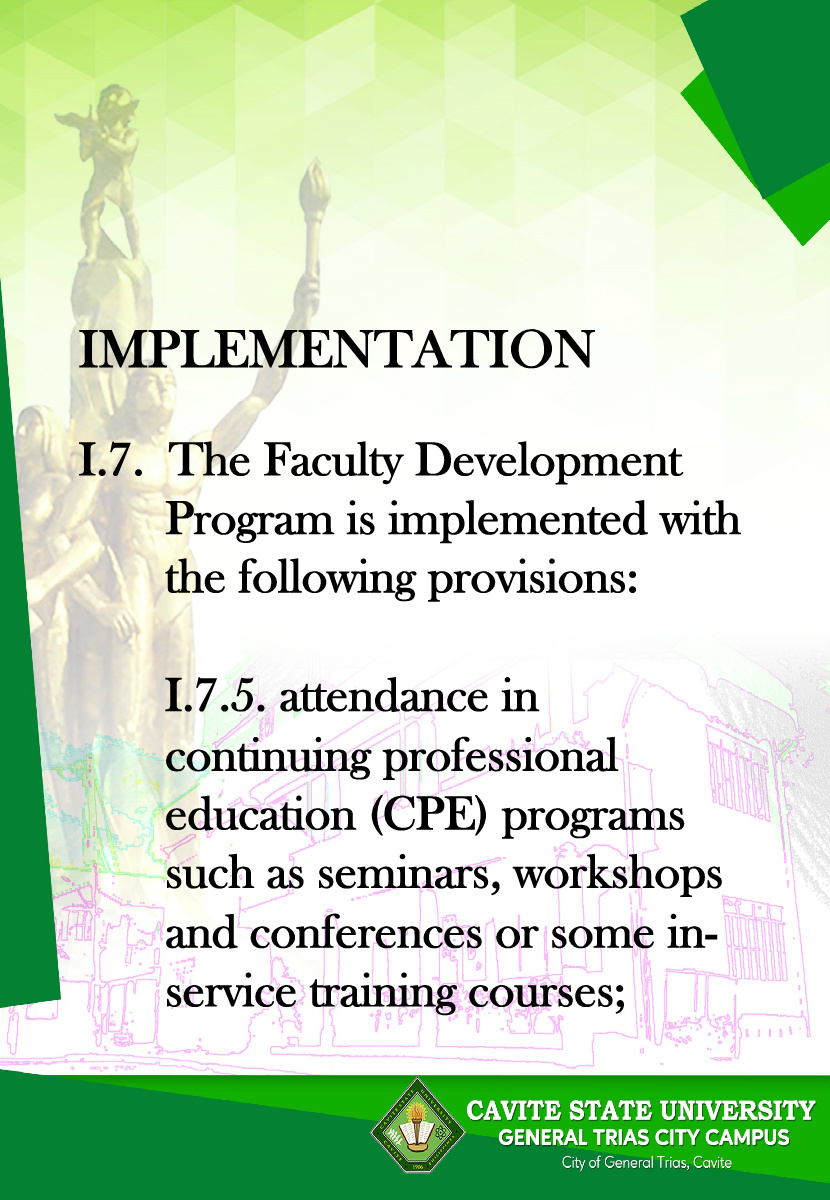 IMPLEMENTATION
I.7. The Faculty Development
Program is implemented with
the following provisions:
I.7.5. attendance in
continuing professional
education (CPE) programs
such as seminars, workshops
and conferences or some in-
service training courses;
CAVITE STATE UNIVERSITY
GENERAL TRIAS CITY CAMPUS
City of General Trias, Cavite
1906